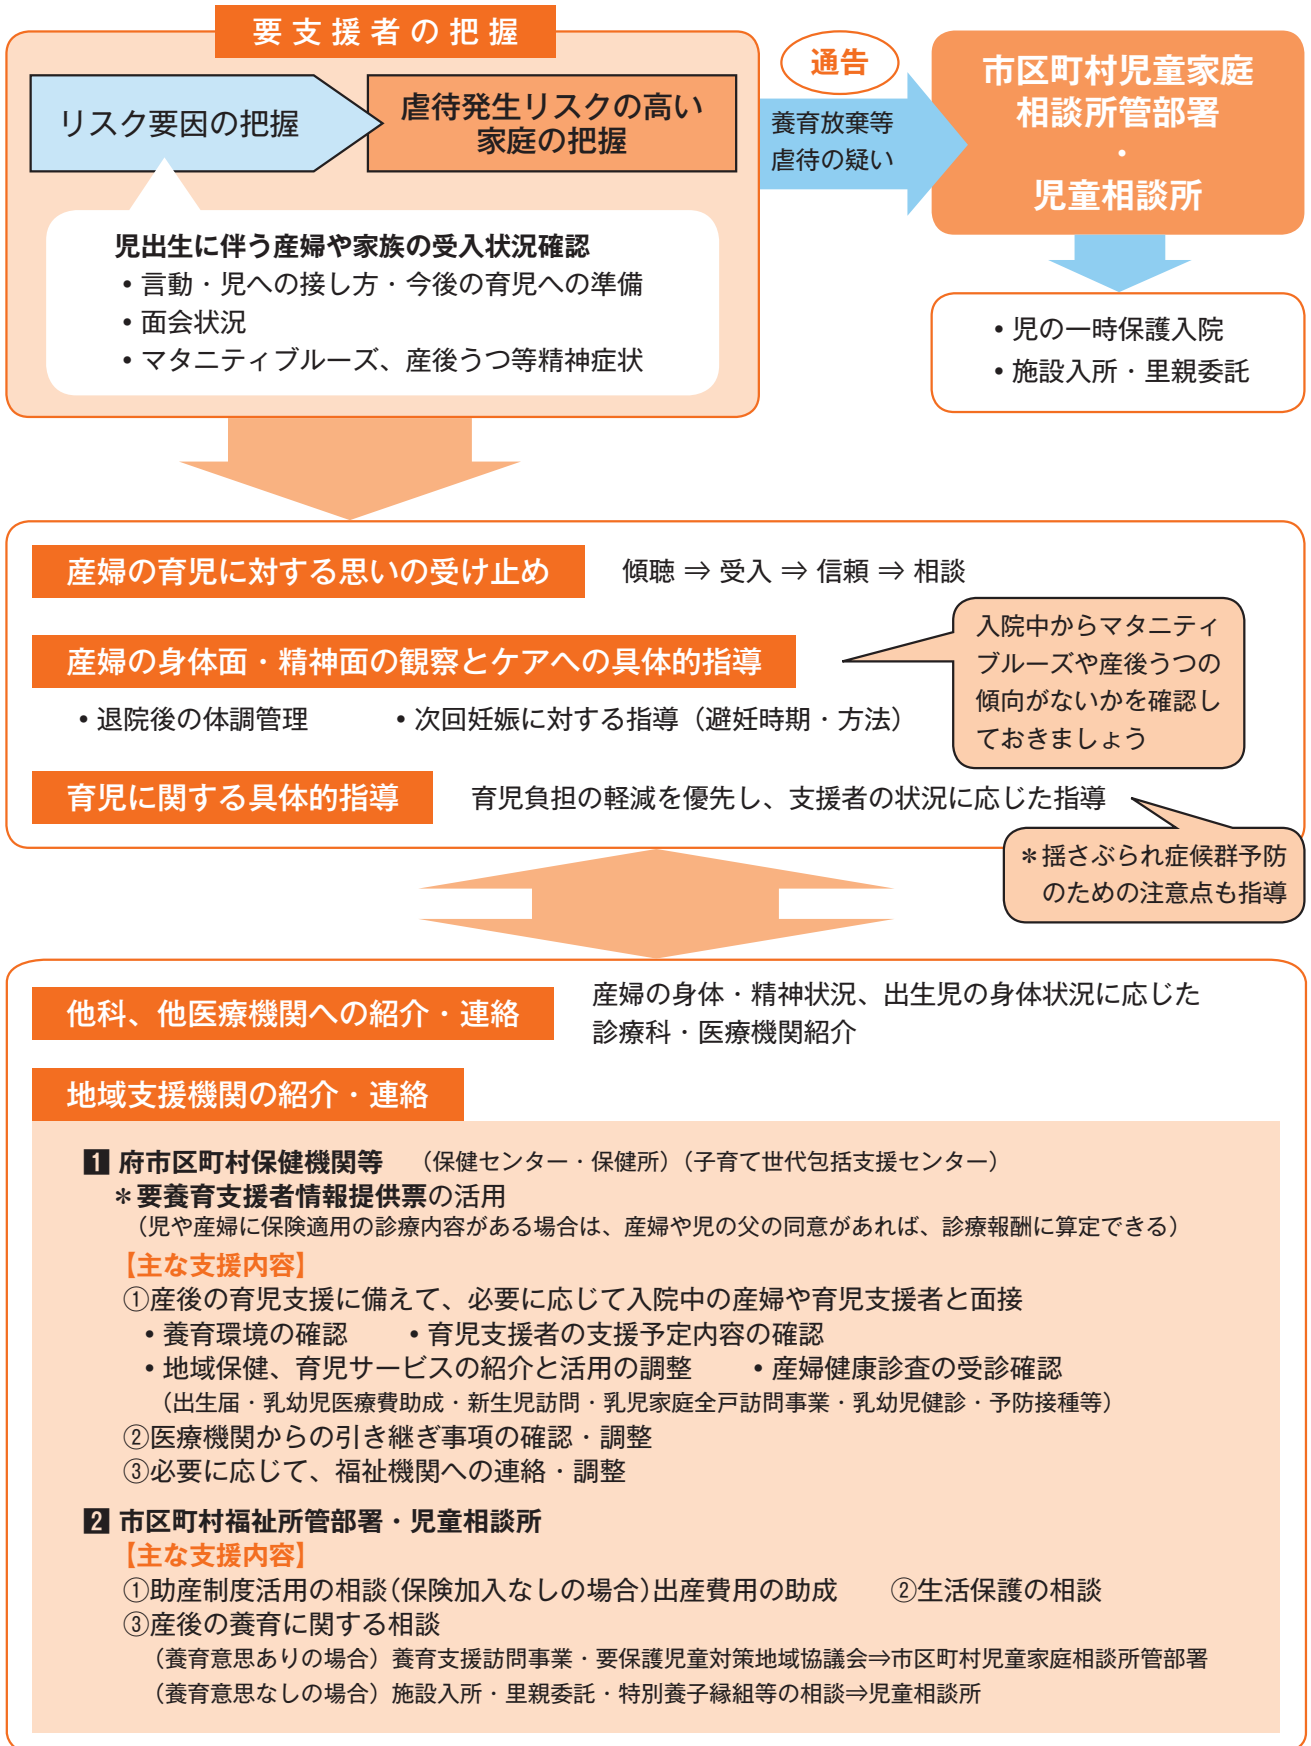 要支援者の把握
リスク要因の把握
虐待発生リスクの高い
家庭の把握
児出生に伴う産婦や家族の受入状況確認
•言動・児への接し方・今後の育児への準備
•面会状況
•マタニティブルーズ、産後うつ等精神症状
通告
養育放棄等
虐待の疑い
市区町村児童家庭
相談所管部署
・
児童相談所
•児の一時保護入院
•施設入所・里親委託
産婦の育児に対する思いの受け止め
傾聴 ⇒ 受入 ⇒ 信頼 ⇒ 相談
産婦の身体面・精神面の観察とケアへの具体的指導
入院中からマタニティ
ブルーズや産後うつの
傾向がないかを確認し
ておきましょう
•退院後の体調管理 •次回妊娠に対する指導（避妊時期・方法）
育児に関する具体的指導
育児負担の軽減を優先し、支援者の状況に応じた指導
＊揺さぶられ症候群予防
のための注意点も指導
他科、他医療機関への紹介・連絡
産婦の身体・精神状況、出生児の身体状況に応じた
診療科・医療機関紹介
地域支援機関の紹介・連絡
1 府市区町村保健機関等 （保健センター・保健所）（子育て世代包括支援センター）
＊要養育支援者情報提供票の活用
（児や産婦に保険適用の診療内容がある場合は、産婦や児の父の同意があれば、診療報酬に算定できる）
【主な支援内容】
①産後の育児支援に備えて、必要に応じて入院中の産婦や育児支援者と面接
•養育環境の確認 •育児支援者の支援予定内容の確認
•地域保健、育児サービスの紹介と活用の調整 •産婦健康診査の受診確認
（出生届・乳幼児医療費助成・新生児訪問・乳児家庭全戸訪問事業・乳幼児健診・予防接種等）
②医療機関からの引き継ぎ事項の確認・調整
③必要に応じて、福祉機関への連絡・調整
2 市区町村福祉所管部署・児童相談所
【主な支援内容】
①助産制度活用の相談（保険加入なしの場合）出産費用の助成 ②生活保護の相談
③産後の養育に関する相談
（養育意思ありの場合）養育支援訪問事業・要保護児童対策地域協議会⇒市区町村児童家庭相談所管部署
（養育意思なしの場合）施設入所・里親委託・特別養子縁組等の相談⇒児童相談所